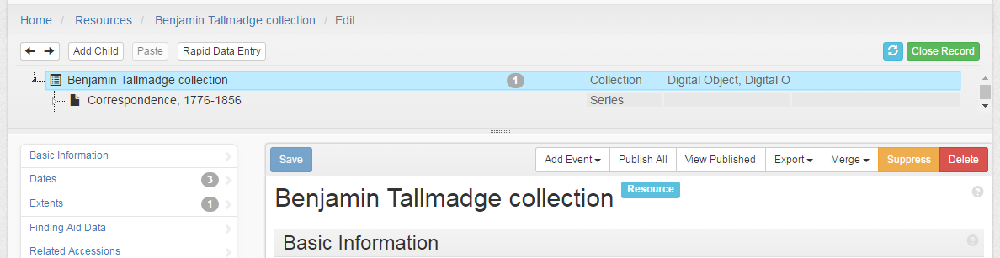 Home / Resources / Benjamin Tallmadge collection / Edit
Add Child Paste Rapid Data Entry Close Record
Benjamin Tallmadge collection 1 Collection Digital Object, Digital O
Correspondence, 1776-1856 Series
Basic Information
Dates 3
Extents 1
Finding Aid Data
Related Accessions
Save Add Event Publish All View Published Export Merge Suppress Delete
Benjamin Tallmadge collection Resource
Basic Information